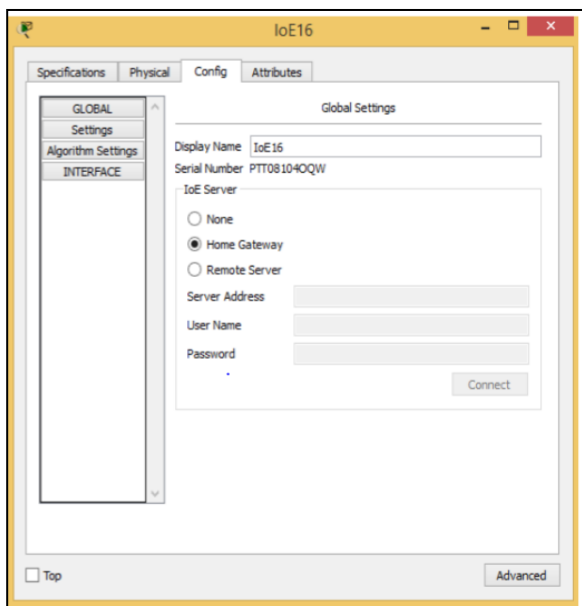 IoE16
Specifications Physical Config Attributes
GLOBAL
Settings
Algorithm Settings
INTERFACE
Global Settings
Display Name IoE16
Serial Number PTT08104OQW
IoE Server
None
Home Gateway
Remote Server
Server Address
User Name
Password
Connect
Top
Advanced